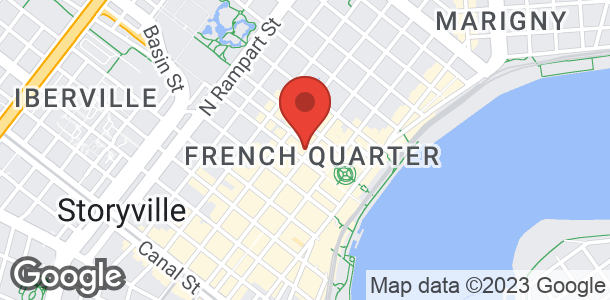 MARIGNY
Basin St
N Rampart St
IBERVILLE
FRENCH QUARTER
Storyville
Canal St
Google
Map data ©2023 Google